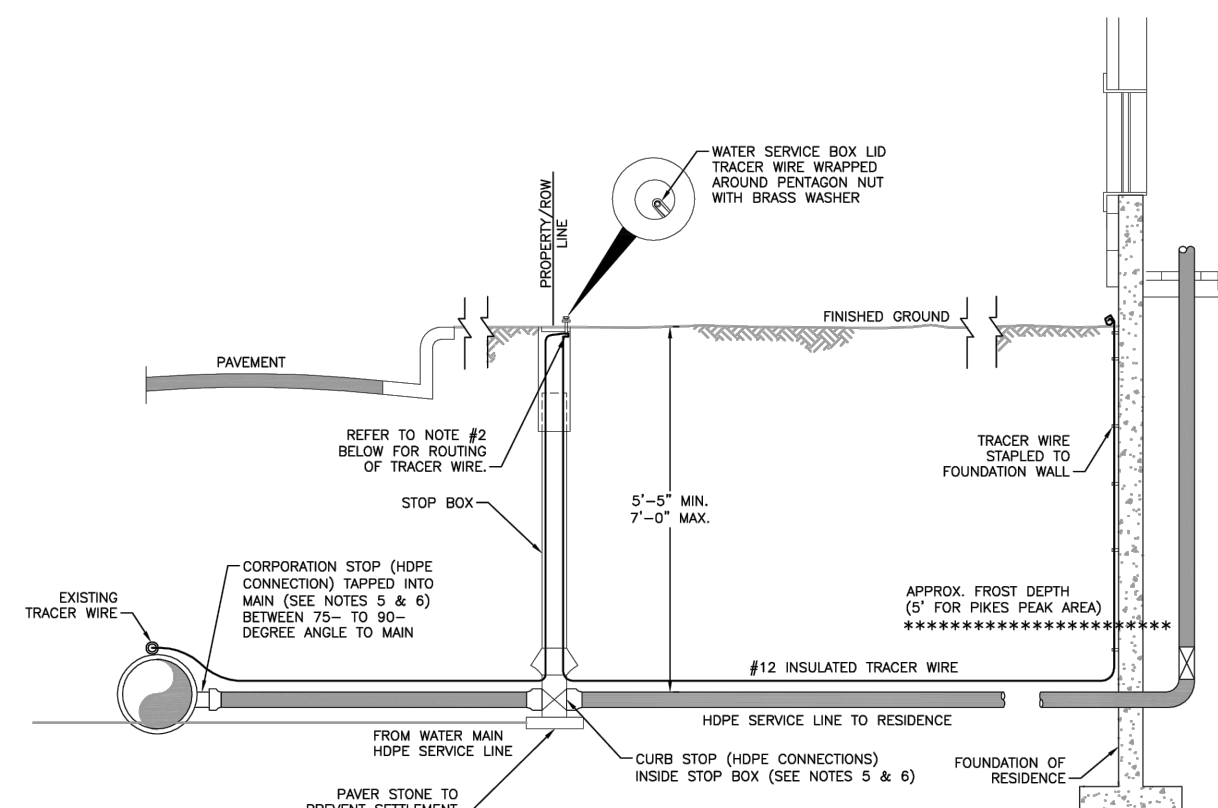 WATER SERVICE BOX LID
TRACER WIRE WRAPPED
AROUND PENTAGON NUT
WITH BRASS WASHER
PROPERTY/ROW
LINE
FINISHED GROUND
PAVEMENT
REFER TO NOTE #2
BELOW FOR ROUTING
OF TRACER WIRE.
TRACER WIRE
STAPLED TO
FOUNDATION WALL
STOP BOX
5'-5" MIN.
7'-0" MAX.
CORPORATION STOP (HDPE
CONNECTION) TAPPED INTO
MAIN (SEE NOTES 5 & 6)
BETWEEN 75- TO 90-
DEGREE ANGLE TO MAIN
EXISTING
TRACER WIRE
APPROX. FROST DEPTH
(5' FOR PIKES PEAK AREA)
***********************
#12 INSULATED TRACER WIRE
HDPE SERVICE LINE TO RESIDENCE
FROM WATER MAIN
HDPE SERVICE LINE
CURB STOP (HDPE CONNECTIONS)
INSIDE STOP BOX (SEE NOTES 5 & 6)
FOUNDATION OF
RESIDENCE
PAVER STONE TO
PREVENT SETTLEMENT